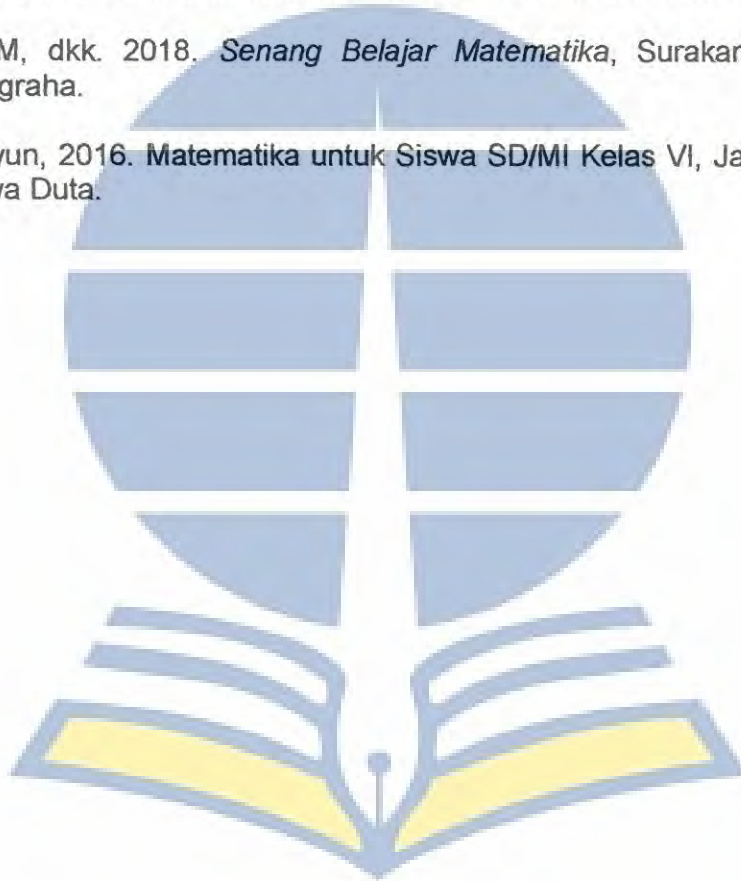 M, dkk. 2018. Senang Belajar Matematika, Surakar
graha.
yun, 2016. Matematika untuk Siswa SD/MI Kelas VI, Ja
va Duta.